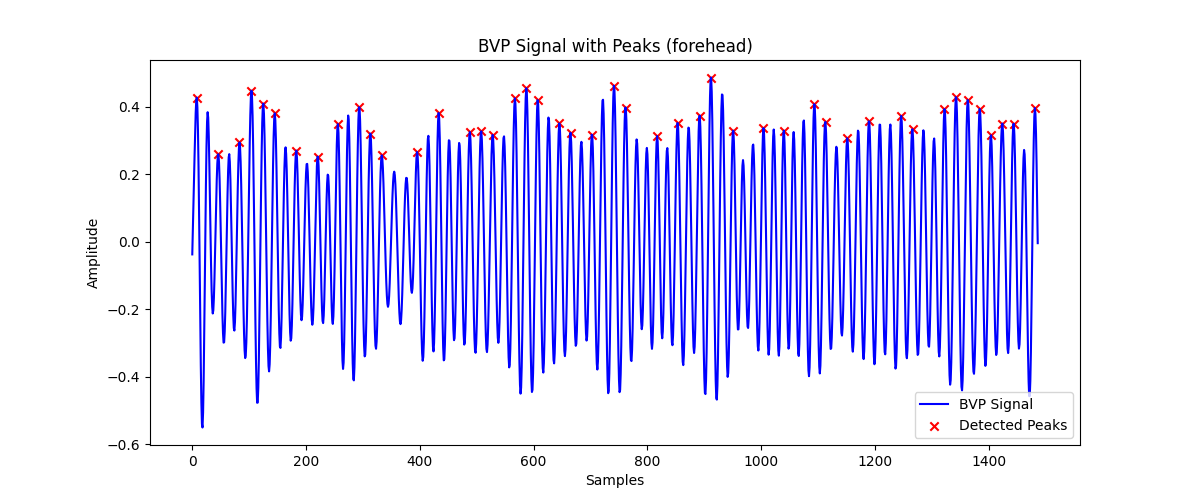 BVP Signal with Peaks (forehead)
0.4
0.2
0.0
−0.2
−0.4
−0.6
Amplitude
0 200 400 600 800 1000 1200 1400
Samples
BVP Signal
Detected Peaks